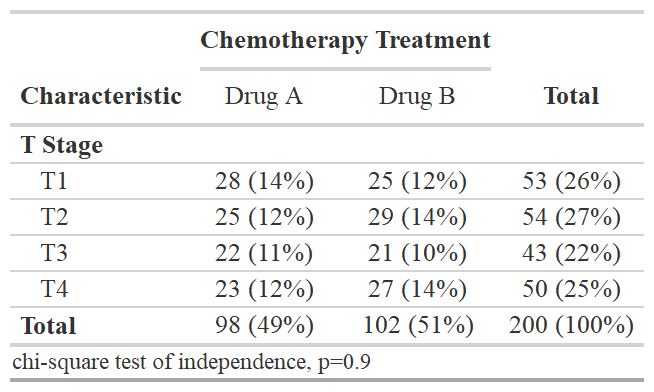 Chemotherapy Treatment
Characteristic Drug A Drug B Total
T Stage
T1 28 (14%) 25 (12%) 53 (26%)
T2 25 (12%) 29 (14%) 54 (27%)
T3 22 (11%) 21 (10%) 43 (22%)
T4 23 (12%) 27 (14%) 50 (25%)
Total 98 (49%) 102 (51%) 200 (100%)
chi-square test of independence, p=0.9